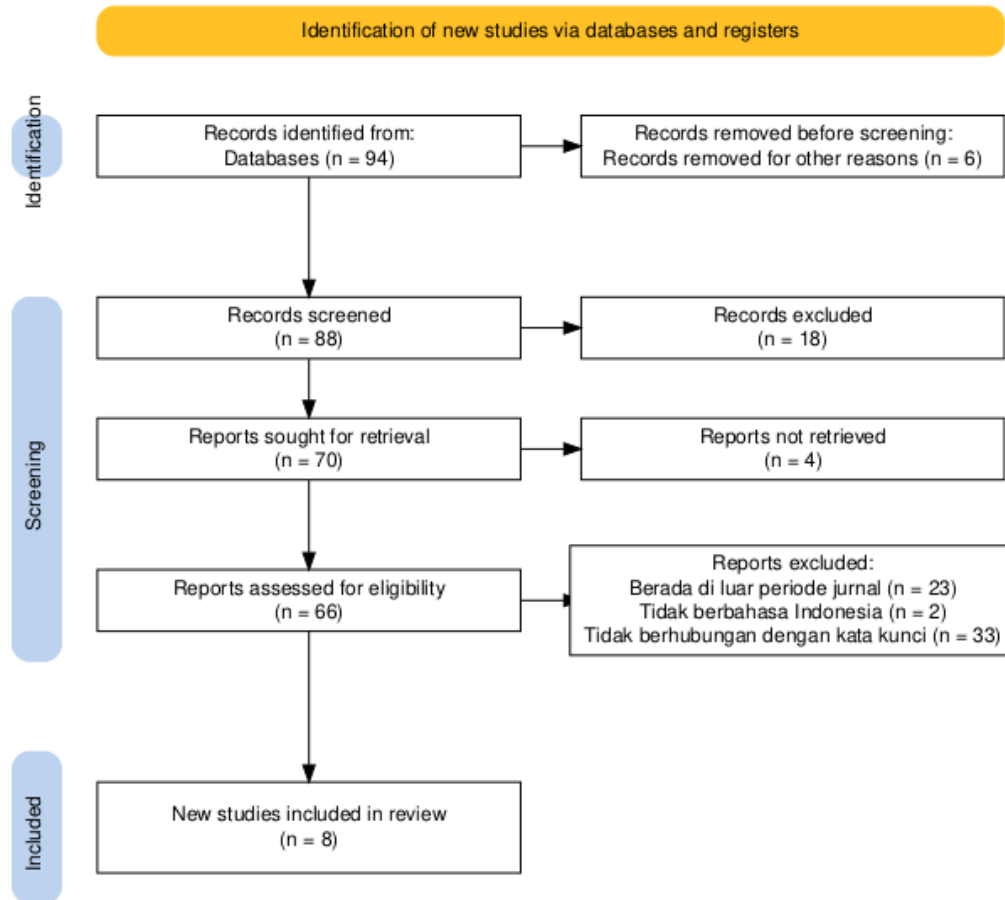 Identification of new studies via databases and registers
Identification
Records identified from:
Databases (n = 94)
Records removed before screening:
Records removed for other reasons (n = 6)
Screening
Records screened
(n = 88)
Records excluded
(n = 18)
Reports sought for retrieval
(n = 70)
Reports not retrieved
(n = 4)
Reports assessed for eligibility
(n = 66)
Reports excluded:
Berada di luar periode jurnal (n = 23)
Tidak berbahasa Indonesia (n = 2)
Tidak berhubungan dengan kata kunci (n = 33)
Included
New studies included in review
(n = 8)